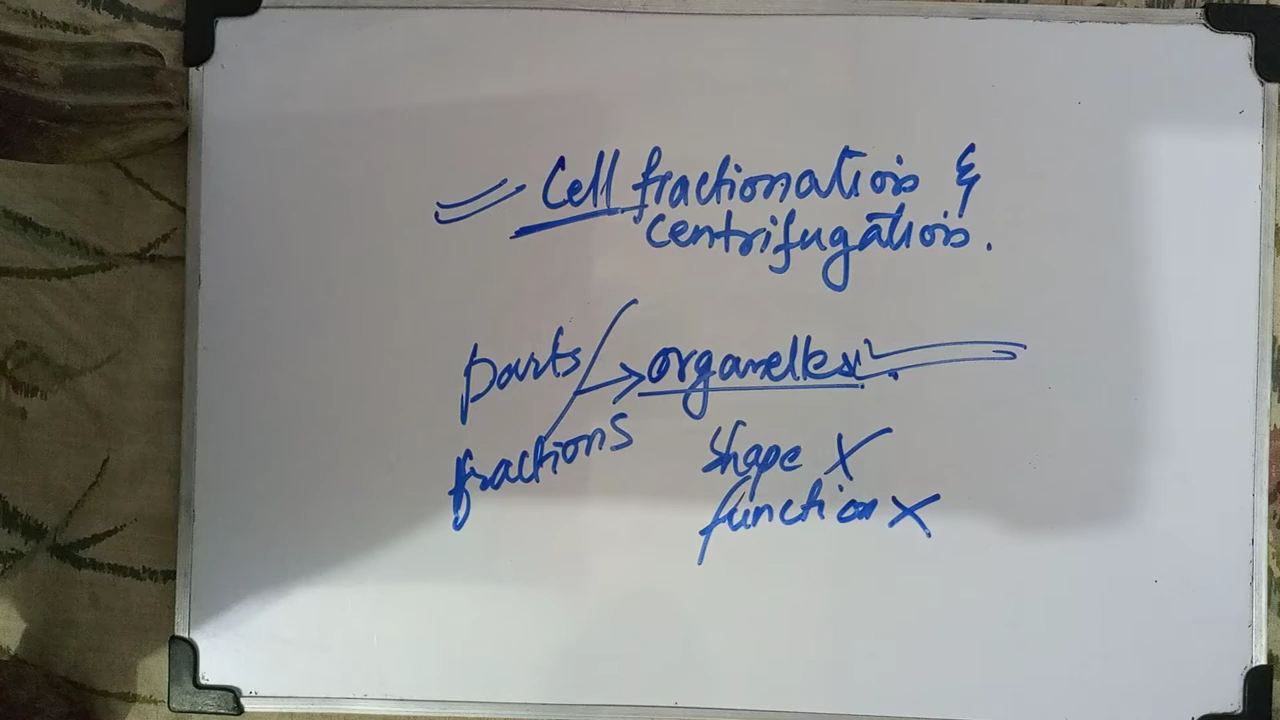 Cell fractionation &
centrifugation.
parts/
→ organelles.
fractions
Shape X
function X